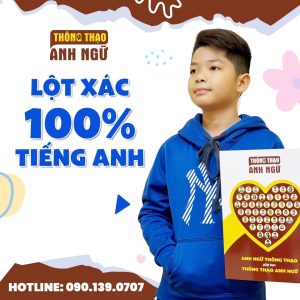 THÔNG THẠO
ANH NGỮ
LỘT XÁC
100%
TIẾNG ANH
NY
THÔNG THẠO
ANH NGỮ
ANH NGỮ THÔNG THẠO
THÔNG THẠO ANH NGỮ
HOTLINE: 090.139.0707